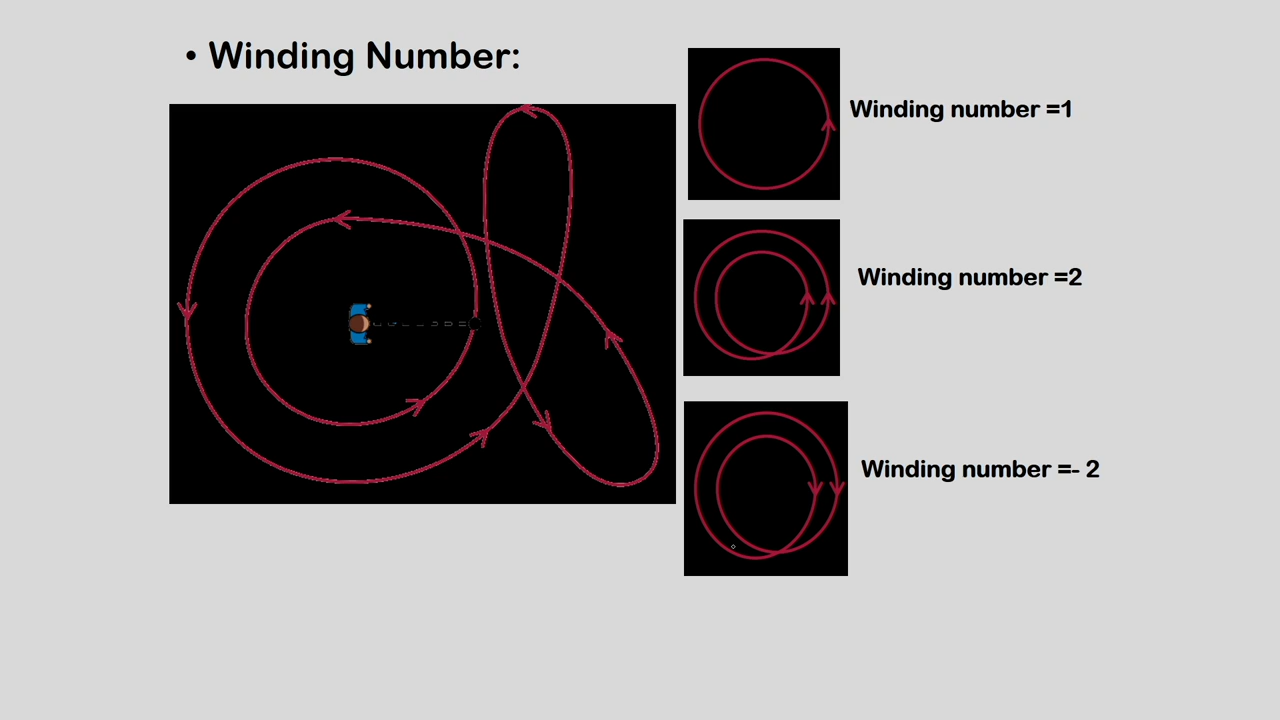 • Winding Number:
Winding number =1
Winding number =2
Winding number =- 2